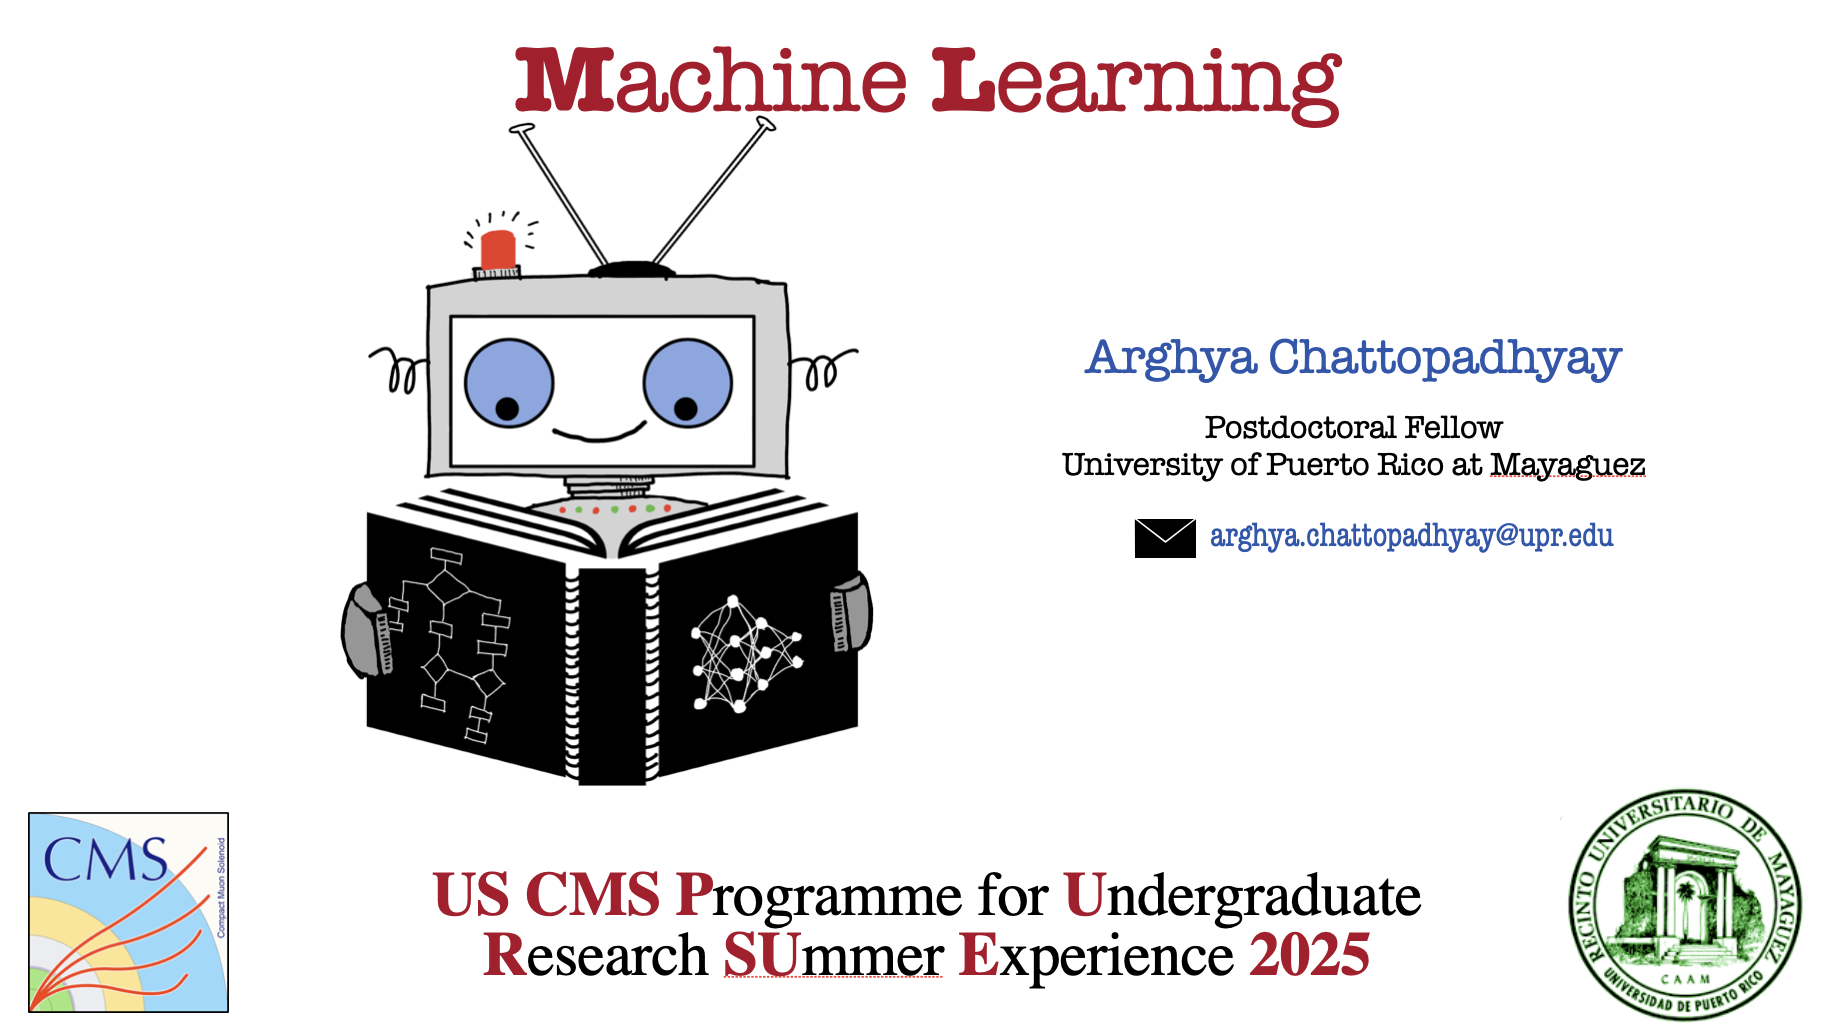 Machine Learning
Arghya Chattopadhyay
Postdoctoral Fellow
University of Puerto Rico at Mayaguez
arghya.chattopadhyay@upr.edu
CMS
Compact Muon Solenoid
US CMS Programme for Undergraduate
Research SUmmer Experience 2025
RECINTO UNIVERSITARIO DE MAYAGUEZ
CAAM
UNIVERSIDAD DE PUERTO RICO